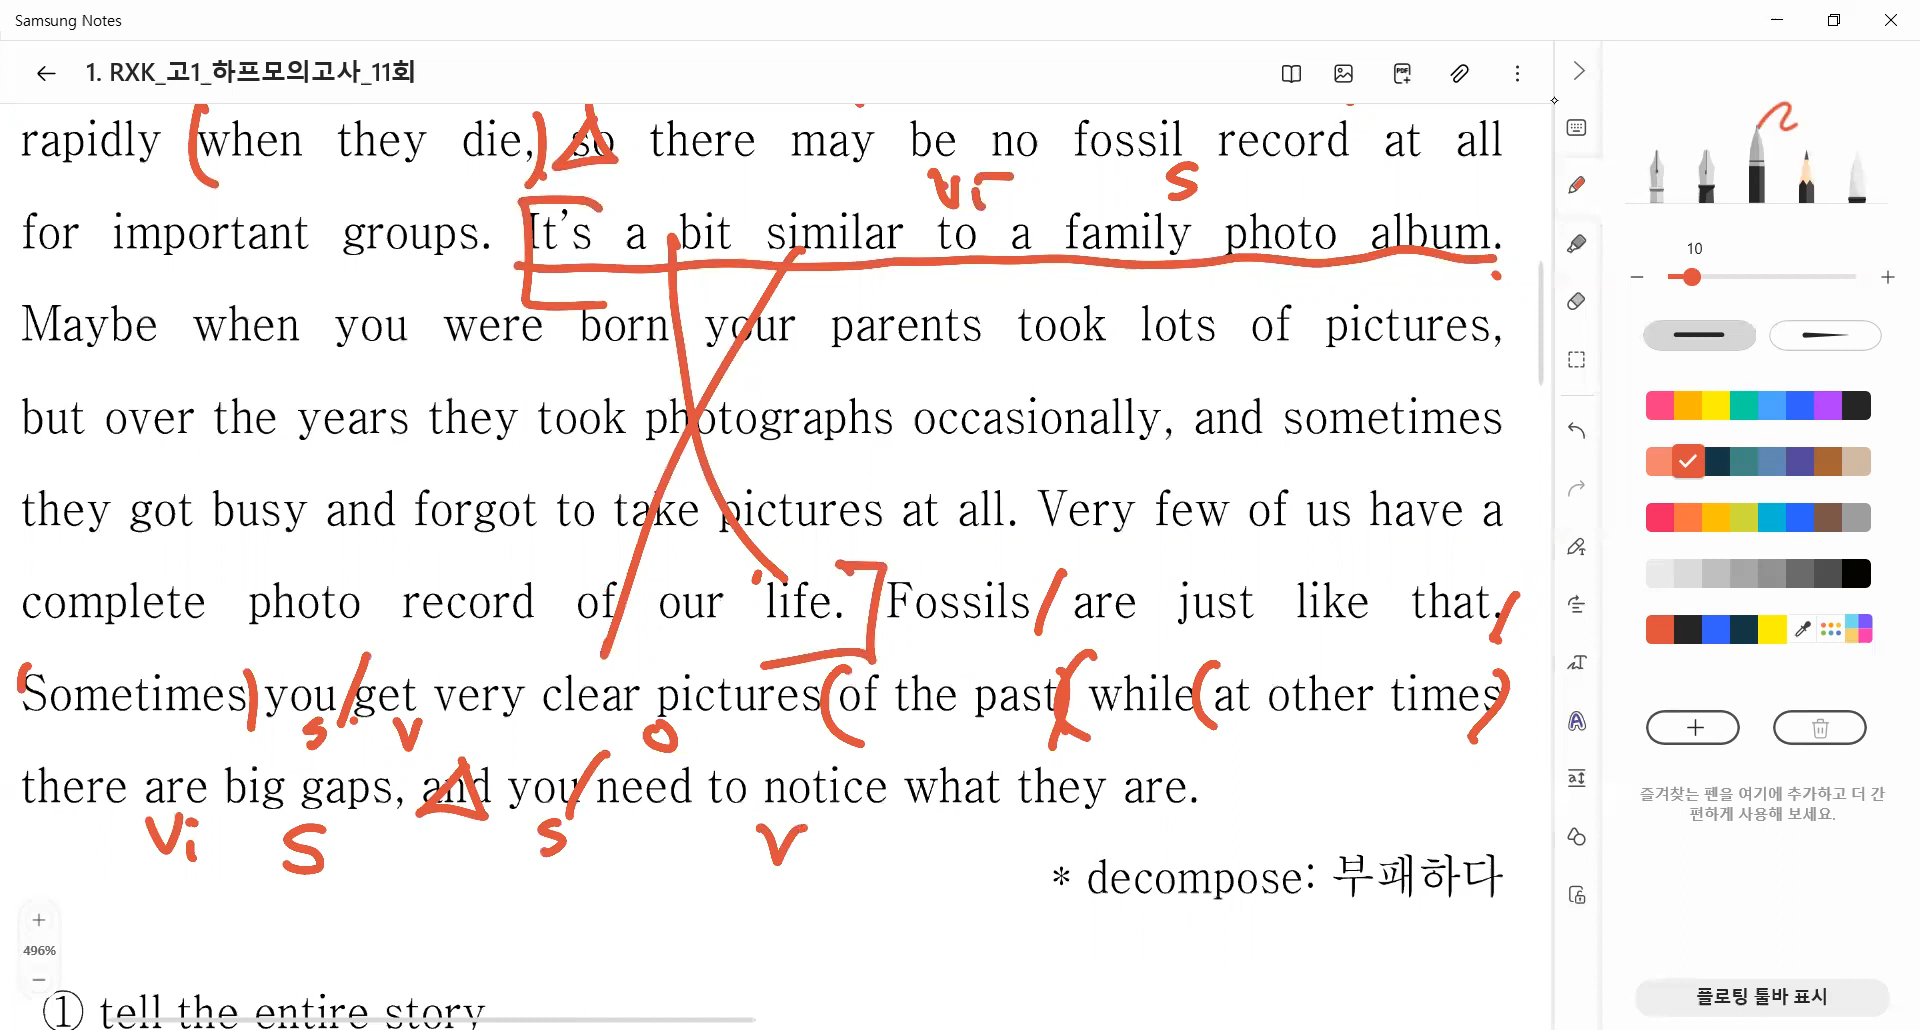 Samsung Notes
1. RXK_고1_하프모의고사_11회
rapidly when they die, so there may be no fossil record at all
vi s
for important groups. It's a bit similar to a family photo album.
Maybe when you were born your parents took lots of pictures,
but over the years they took photographs occasionally, and sometimes
they got busy and forgot to take pictures at all. Very few of us have a
complete photo record of our life. Fossils are just like that.
Sometimes you get very clear pictures of the past while at other times
s v o
there are big gaps, and you need to notice what they are.
Vi S s v
* decompose: 부패하다
① tell the entire story
496%
PDF
10
즐겨찾는 펜을 여기에 추가하고 더 간
편하게 사용해 보세요.
플로팅 툴바 표시